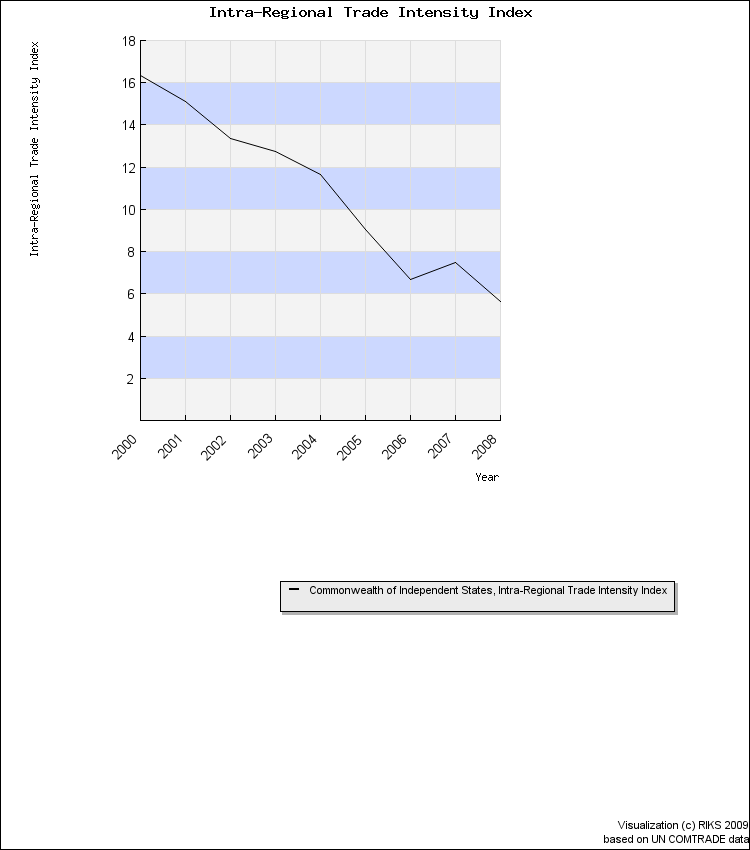 Intra-Regional Trade Intensity Index
Intra-Regional Trade Intensity Index
18
16
14
12
10
8
6
4
2
2000 2001 2002 2003 2004 2005 2006 2007 2008
Year
Commonwealth of Independent States, Intra-Regional Trade Intensity Index
Visualization (c) RIKS 2009
based on UN COMTRADE data